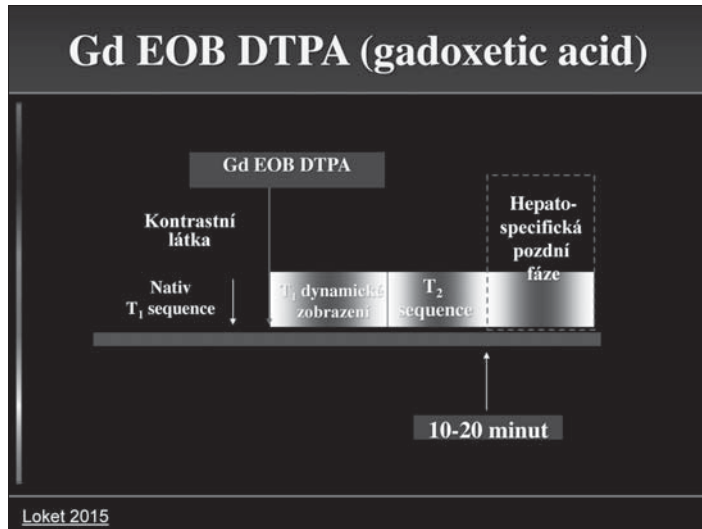 Gd EOB DTPA (gadoxetic acid)
Gd EOB DTPA
Kontrastní
látka
Nativ
T₁ sequence
T₁ dynamické
zobrazení
T₂
sequence
Hepato-
specifická
pozdní
fáze
10-20 minut
Loket 2015